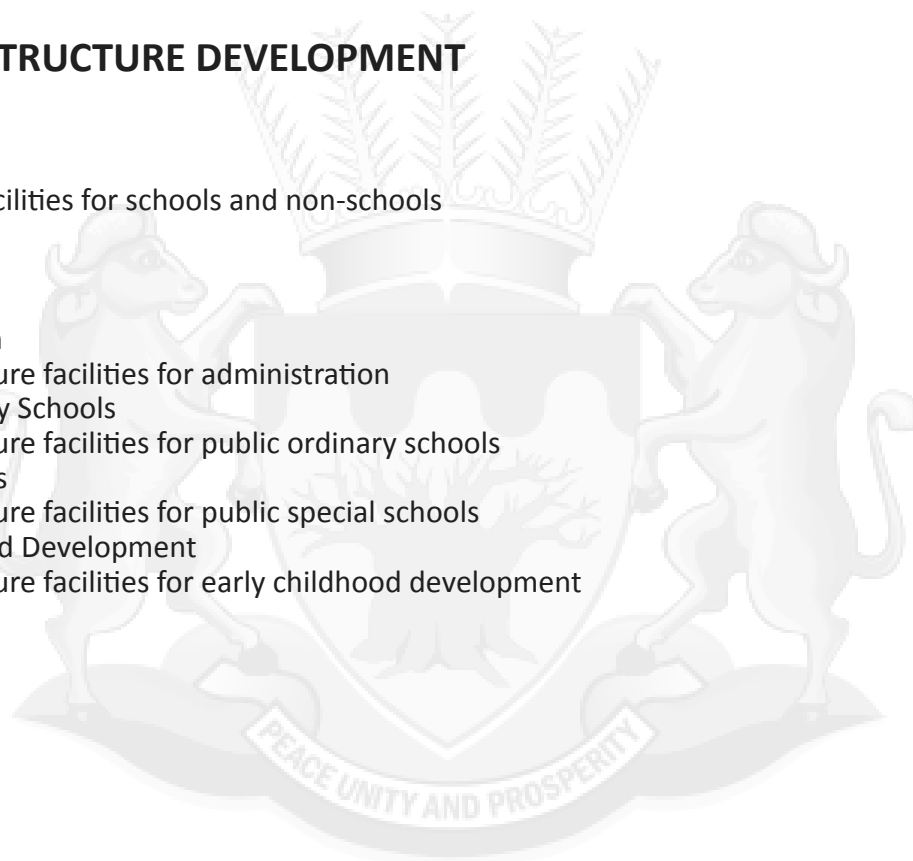 TRUCTURE DEVELOPMENT
cilities for schools and non-schools
ure facilities for administration
y Schools
ure facilities for public ordinary schools
s
ure facilities for public special schools
d Development
ure facilities for early childhood development
PEACE UNITY AND PROSPERITY